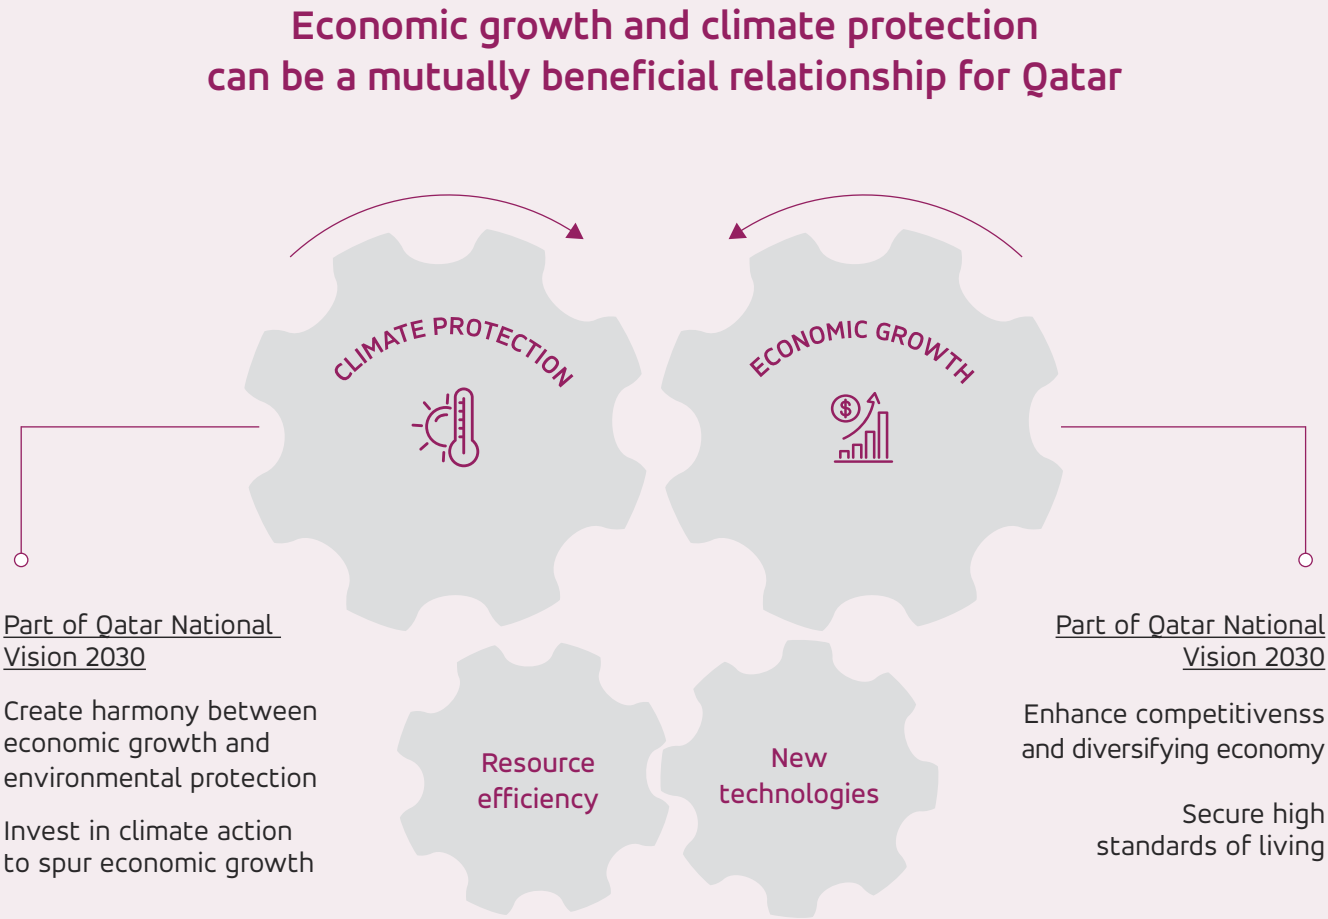 Economic growth and climate protection
can be a mutually beneficial relationship for Qatar
CLIMATE PROTECTION
ECONOMIC GROWTH
$
Part of Qatar National
Vision 2030
Create harmony between
economic growth and
environmental protection
Invest in climate action
to spur economic growth
Resource
efficiency
New
technologies
Part of Qatar National
Vision 2030
Enhance competitivenss
and diversifying economy
Secure high
standards of living